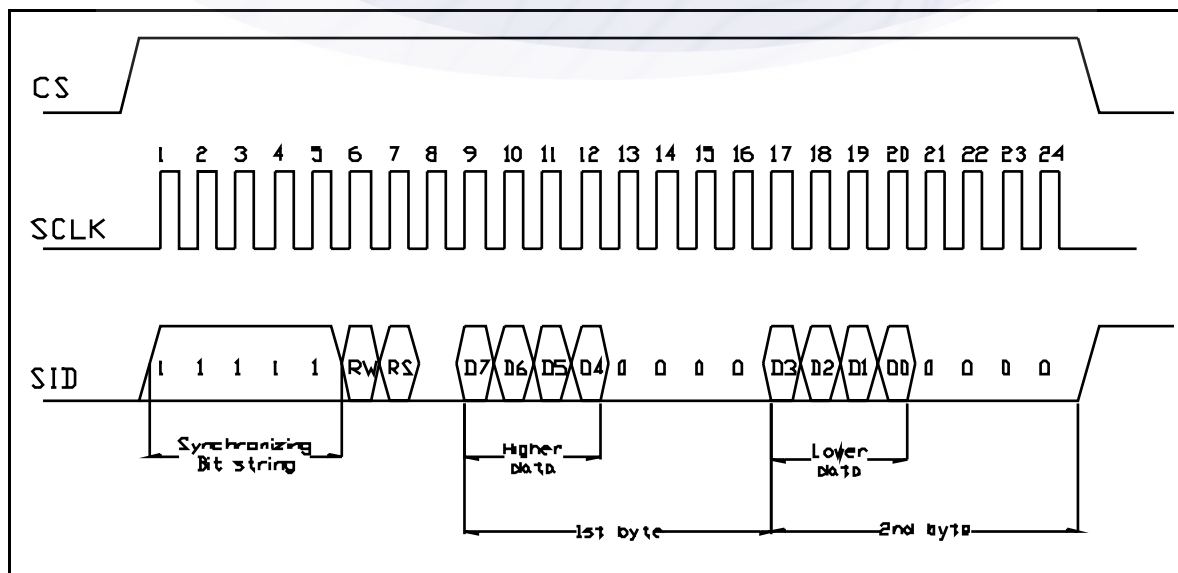 CS
1 2 3 4 5 6 7 8 9 10 11 12 13 14 15 16 17 18 19 20 21 22 23 24
SCLK
SID 1 1 1 1 1 RW RS D7 D6 D5 D4 0 0 0 0 D3 D2 D1 D0 0 0 0 0
Synchronizing
Bit string
Higher
data
Lower
data
1st byte
2nd byte